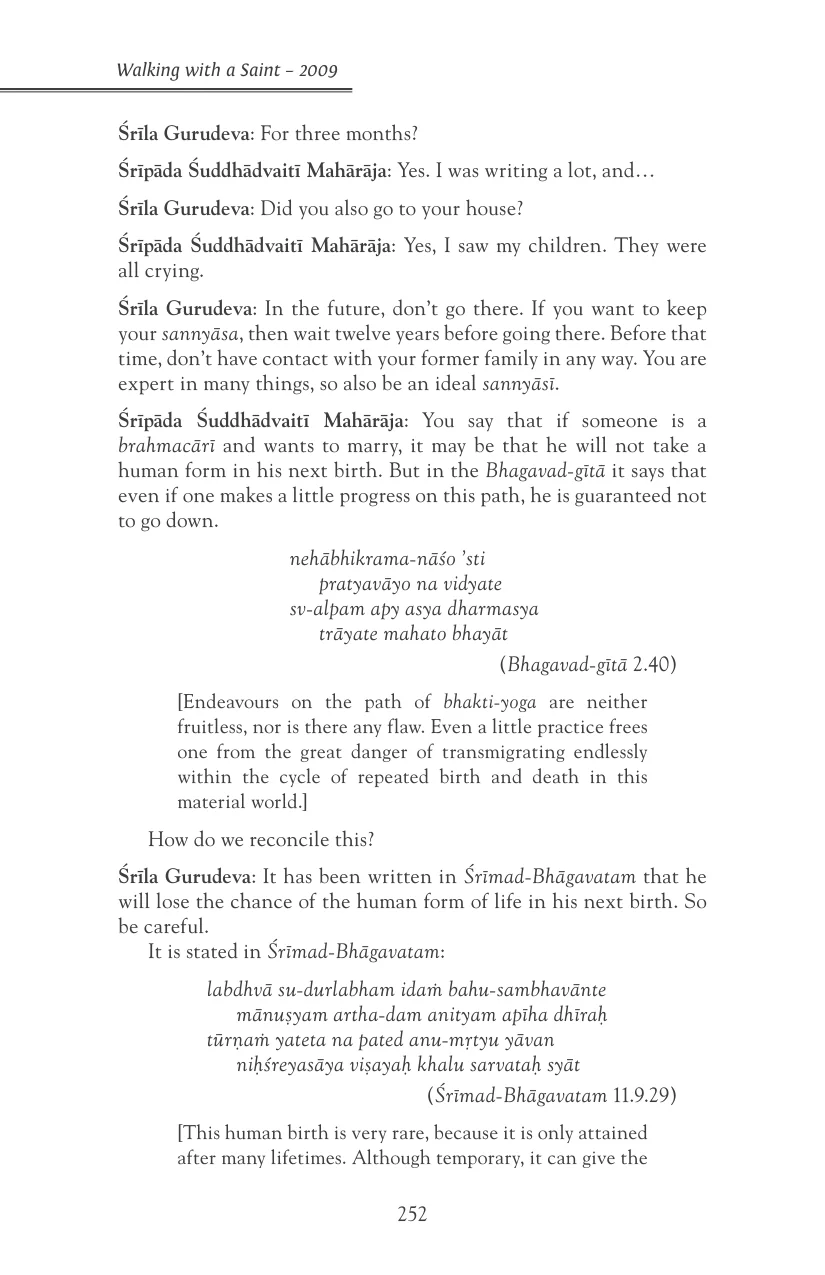 Walking with a Saint – 2009
Śrīla Gurudeva: For three months?
Śrīpāda Śuddhādvaitī Mahārāja: Yes. I was writing a lot, and…
Śrīla Gurudeva: Did you also go to your house?
Śrīpāda Śuddhādvaitī Mahārāja: Yes, I saw my children. They were
all crying.
Śrīla Gurudeva: In the future, don't go there. If you want to keep
your sannyāsa, then wait twelve years before going there. Before that
time, don't have contact with your former family in any way. You are
expert in many things, so also be an ideal sannyāsī.
Śrīpāda Śuddhādvaitī Mahārāja: You say that if someone is a
brahmacārī and wants to marry, it may be that he will not take a
human form in his next birth. But in the Bhagavad-gītā it says that
even if one makes a little progress on this path, he is guaranteed not
to go down.
nehābhikrama-nāśo 'sti
pratyavāyo na vidyate
sv-alpam apy asya dharmasya
trāyate mahato bhayāt
(Bhagavad-gītā 2.40)
[Endeavours on the path of bhakti-yoga are neither
fruitless, nor is there any flaw. Even a little practice frees
one from the great danger of transmigrating endlessly
within the cycle of repeated birth and death in this
material world.]
How do we reconcile this?
Śrīla Gurudeva: It has been written in Śrīmad-Bhāgavatam that he
will lose the chance of the human form of life in his next birth. So
be careful.
It is stated in Śrīmad-Bhāgavatam:
labdhvā su-durlabham idaṁ bahu-sambhavānte
mānuṣyam artha-dam anityam apīha dhīraḥ
tūrṇaṁ yateta na pated anu-mṛtyu yāvan
niḥśreyasāya viṣayaḥ khalu sarvataḥ syāt
(Śrīmad-Bhāgavatam 11.9.29)
[This human birth is very rare, because it is only attained
after many lifetimes. Although temporary, it can give the
252